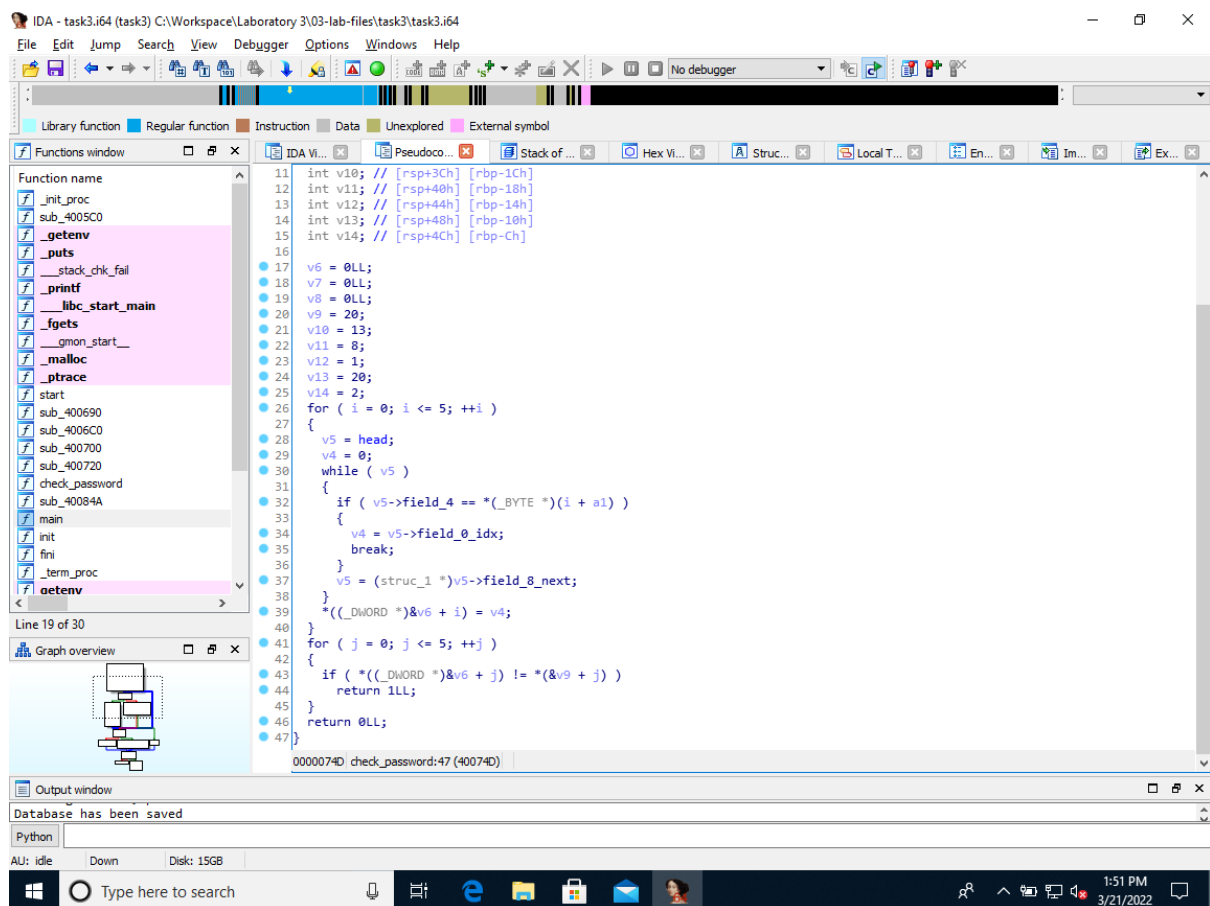 IDA - task3.i64 (task3) C:\Workspace\Laboratory 3\03-lab-files\task3\task3.i64
File Edit Jump Search View Debugger Options Windows Help
No debugger
Library function Regular function Instruction Data Unexplored External symbol
Functions window
IDA Vi... Pseudoco... Stack of ... Hex Vi... Struc... Local T... En... Im... Ex...
Function name
_init_proc
sub_4005C0
_getenv
_puts
___stack_chk_fail
_printf
___libc_start_main
_fgets
___gmon_start__
_malloc
_ptrace
start
sub_400690
sub_4006C0
sub_400700
sub_400720
check_password
sub_40084A
main
init
fini
_term_proc
getenv
Line 19 of 30
Graph overview
11 int v10; // [rsp+3Ch] [rbp-1Ch]
12 int v11; // [rsp+40h] [rbp-18h]
13 int v12; // [rsp+44h] [rbp-14h]
14 int v13; // [rsp+48h] [rbp-10h]
15 int v14; // [rsp+4Ch] [rbp-Ch]
16
17 v6 = 0LL;
18 v7 = 0LL;
19 v8 = 0LL;
20 v9 = 20;
21 v10 = 13;
22 v11 = 8;
23 v12 = 1;
24 v13 = 20;
25 v14 = 2;
26 for ( i = 0; i <= 5; ++i )
27 {
28 v5 = head;
29 v4 = 0;
30 while ( v5 )
31 {
32 if ( v5->field_4 == *(_BYTE *)(i + a1) )
33 {
34 v4 = v5->field_0_idx;
35 break;
36 }
37 v5 = (struc_1 *)v5->field_8_next;
38 }
39 *((_DWORD *)&v6 + i) = v4;
40 }
41 for ( j = 0; j <= 5; ++j )
42 {
43 if ( *((_DWORD *)&v6 + j) != *(&v9 + j) )
44 return 1LL;
45 }
46 return 0LL;
47 }
0000074D check_password:47 (40074D)
Output window
Database has been saved
Python
AU: idle Down Disk: 15GB
Type here to search
1:51 PM
3/21/2022